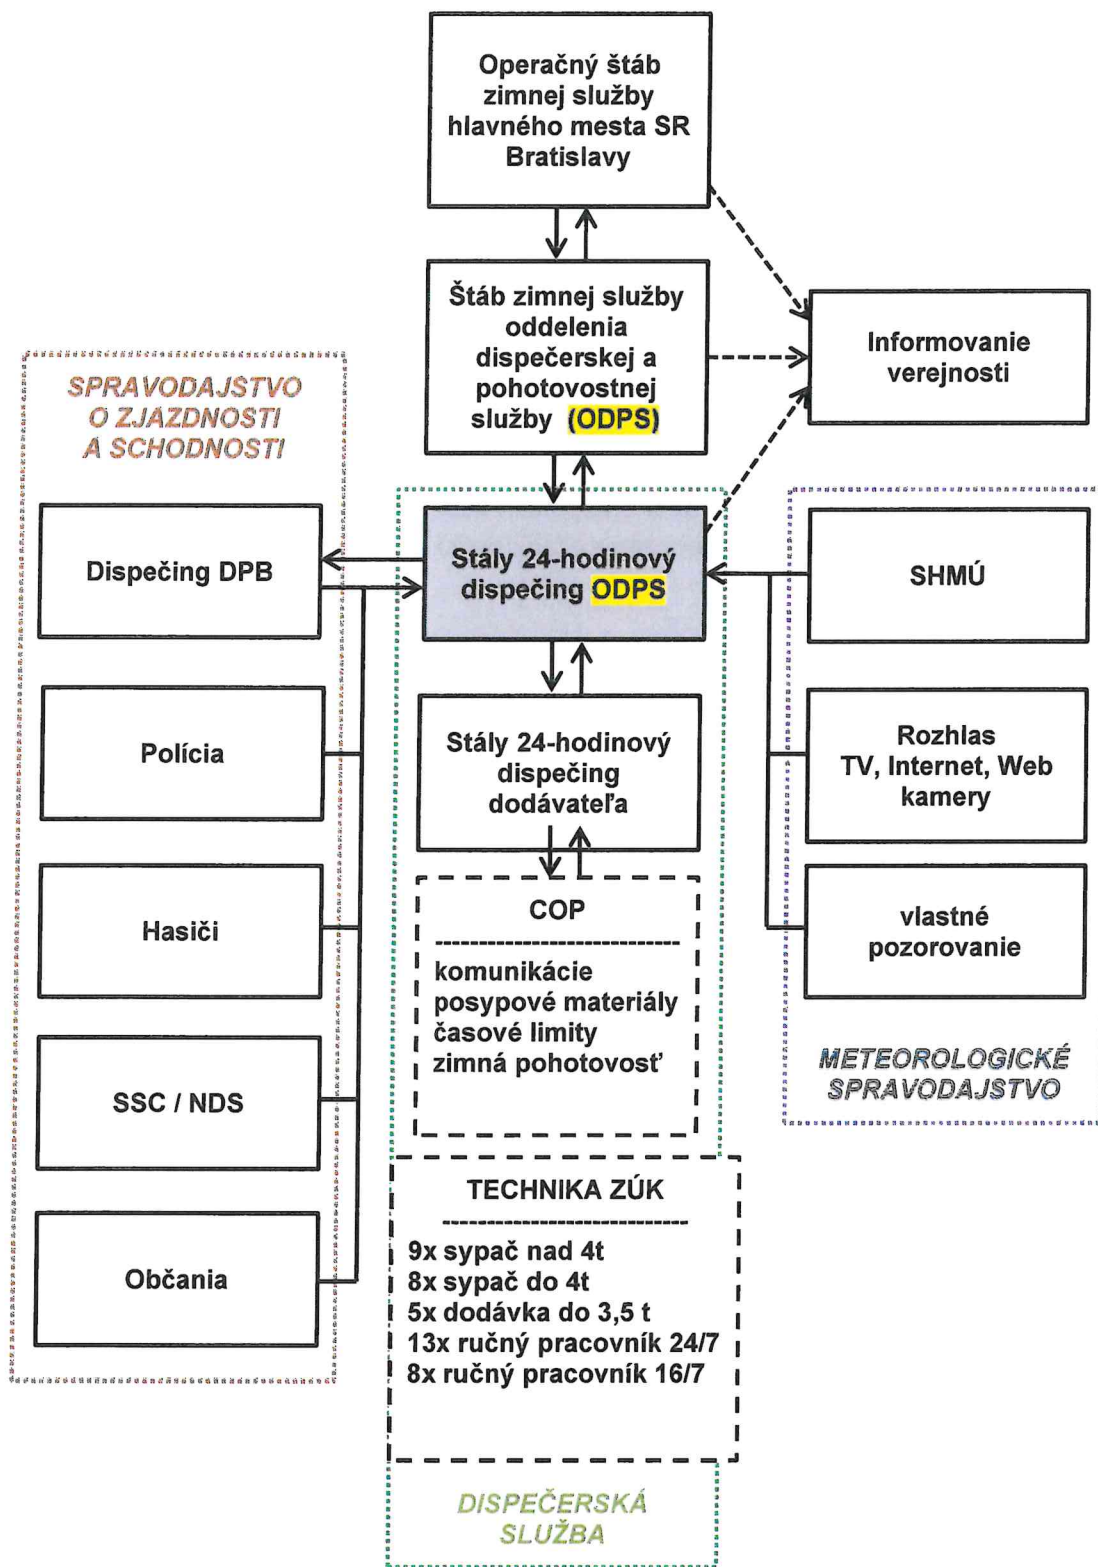 Operačný štáb
zimnej služby
hlavného mesta SR
Bratislavy
Štáb zimnej služby
oddelenia
dispečerskej a
pohotovostnej
služby (ODPS)
Informovanie
verejnosti
SPRAVODAJSTVO
O ZJAZDNOSTI
A SCHODNOSTI
Dispečing DPB
Polícia
Hasiči
SSC / NDS
Občania
Stály 24-hodinový
dispečing ODPS
Stály 24-hodinový
dispečing
dodávateľa
COP
komunikácie
posypové materiály
časové limity
zimná pohotovosť
TECHNIKA ZÚK
9x sypač nad 4t
8x sypač do 4t
5x dodávka do 3,5 t
13x ručný pracovník 24/7
8x ručný pracovník 16/7
DISPEČERSKÁ
SLUŽBA
SHMÚ
Rozhlas
TV, Internet, Web
kamery
vlastné
pozorovanie
METEOROLOGICKÉ
SPRAVODAJSTVO